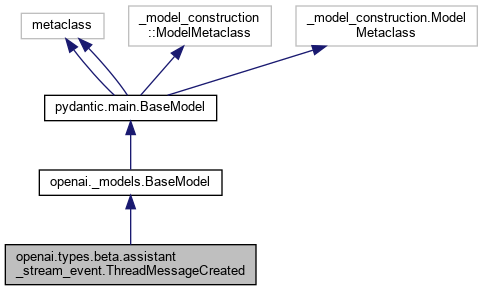 metaclass
_model_construction
::ModelMetaclass
_model_construction.Model
Metaclass
pydantic.main.BaseModel
openai._models.BaseModel
openai.types.beta.assistant
_stream_event.ThreadMessageCreated